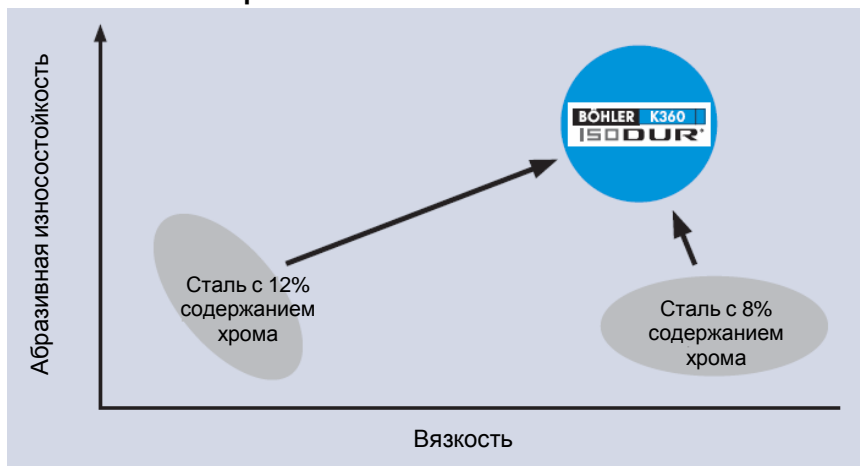 Абразивная износостойкость
BÖHLER K360
ISODUR
Сталь с 12%
содержанием
хрома
Сталь с 8%
содержанием
хрома
Вязкость